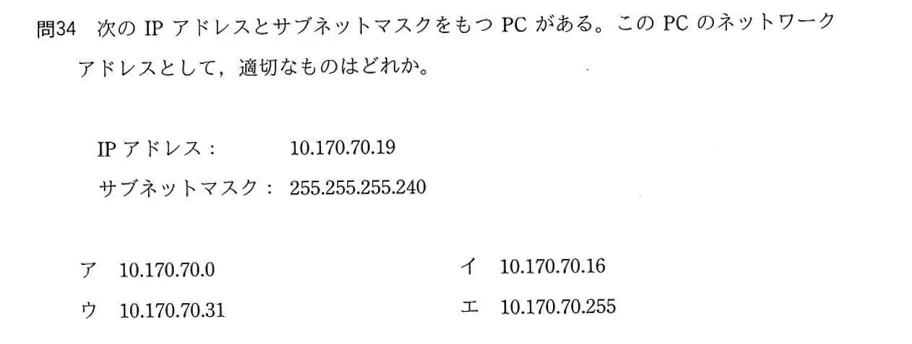 問34 次の IP アドレスとサブネットマスクをもつ PC がある。この PC のネットワーク
アドレスとして，適切なものはどれか。
IP アドレス： 10.170.70.19
サブネットマスク： 255.255.255.240
ア 10.170.70.0 イ 10.170.70.16
ウ 10.170.70.31 エ 10.170.70.255